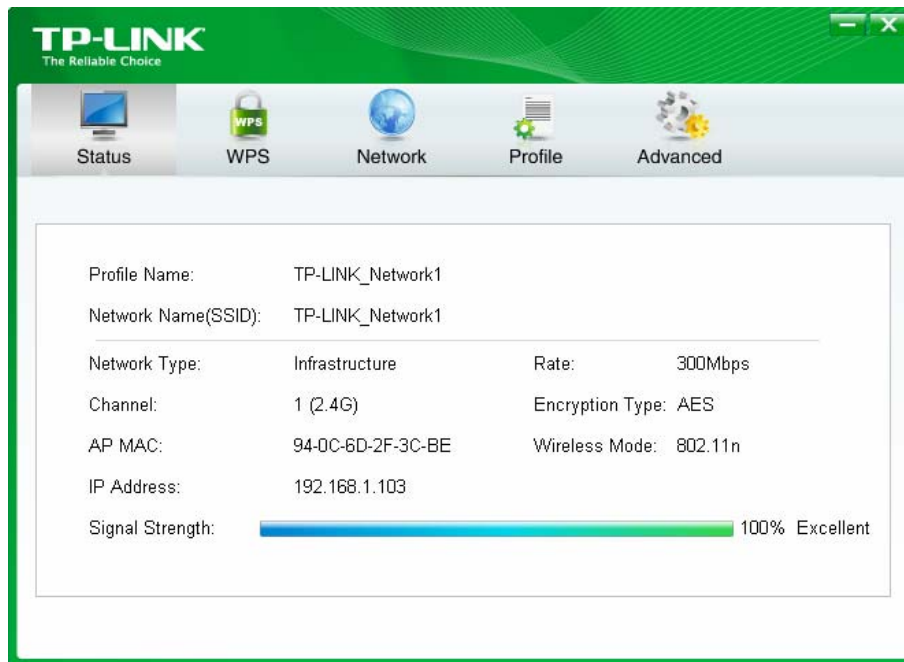 TP-LINK
The Reliable Choice
WPS
Status WPS Network Profile Advanced
Profile Name: TP-LINK_Network1
Network Name(SSID): TP-LINK_Network1
Network Type: Infrastructure Rate: 300Mbps
Channel: 1 (2.4G) Encryption Type: AES
AP MAC: 94-0C-6D-2F-3C-BE Wireless Mode: 802.11n
IP Address: 192.168.1.103
Signal Strength: 100% Excellent